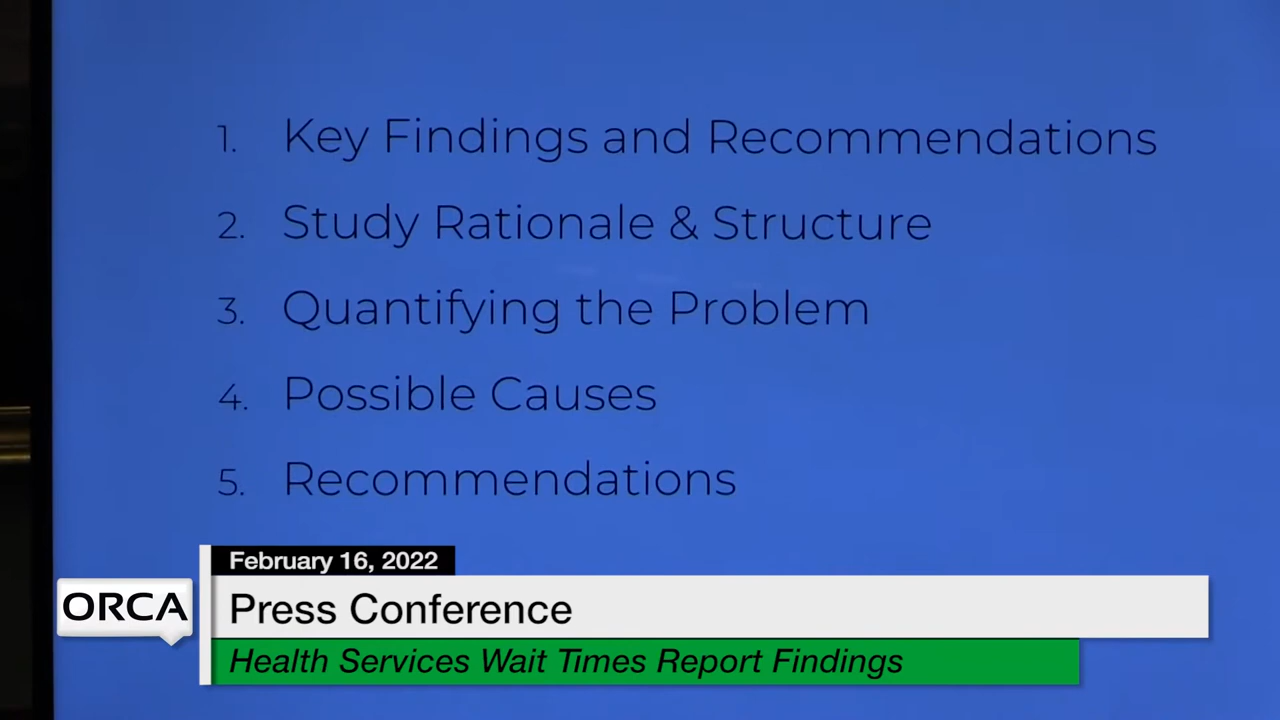 1. Key Findings and Recommendations
2. Study Rationale & Structure
3. Quantifying the Problem
4. Possible Causes
5. Recommendations
February 16, 2022
ORCA
Press Conference
Health Services Wait Times Report Findings